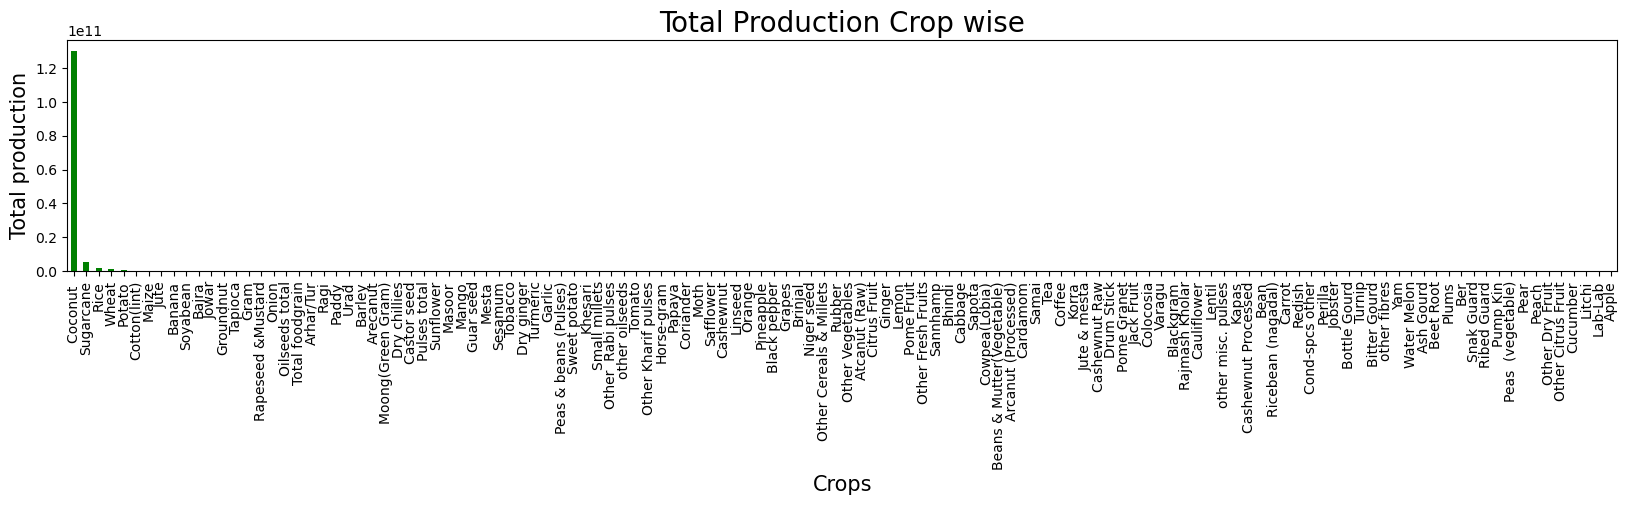 Total Production Crop wise
1e11
Total production
1.2
1.0
0.8
0.6
0.4
0.2
0.0
Coconut
Sugarcane
Rice
Wheat
Potato
Cotton(lint)
Maize
Jute
Banana
Soyabean
Bajra
Jowar
Groundnut
Tapioca
Gram
Rapeseed &Mustard
Onion
Oilseeds total
Total foodgrain
Arhar/Tur
Ragi
Paddy
Urad
Barley
Arecanut
Moong(Green Gram)
Dry chillies
Castor seed
Pulses total
Sunflower
Masoor
Mango
Guar seed
Mesta
Sesamum
Tobacco
Dry ginger
Turmeric
Garlic
Peas & beans (Pulses)
Sweet potato
Khesari
Small millets
Other  Rabi pulses
other oilseeds
Tomato
Other Kharif pulses
Horse-gram
Papaya
Coriander
Moth
Safflower
Cashewnut
Linseed
Orange
Pineapple
Black pepper
Grapes
Brinjal
Niger seed
Other Cereals & Millets
Rubber
Other Vegetables
Atcanut (Raw)
Citrus Fruit
Ginger
Lemon
Pome Fruit
Other Fresh Fruits
Sannhamp
Bhindi
Cabbage
Sapota
Cowpea(Lobia)
Beans & Mutter(Vegetable)
Arcanut (Processed)
Cardamom
Samai
Tea
Coffee
Korra
Jute & mesta
Cashewnut Raw
Drum Stick
Pome Granet
Jack Fruit
Colocosia
Varagu
Blackgram
Rajmash Kholar
Cauliflower
Lentil
other misc. pulses
Kapas
Cashewnut Processed
Bean
Ricebean (nagadal)
Carrot
Redish
Cond-spcs other
Perilla
Jobster
Bottle Gourd
Turnip
Bitter Gourd
other fibres
Yam
Water Melon
Ash Gourd
Beet Root
Plums
Ber
Snak Guard
Ribed Guard
Pump Kin
Peas  (vegetable)
Pear
Peach
Other Dry Fruit
Other Citrus Fruit
Cucumber
Litchi
Lab-Lab
Apple
Crops